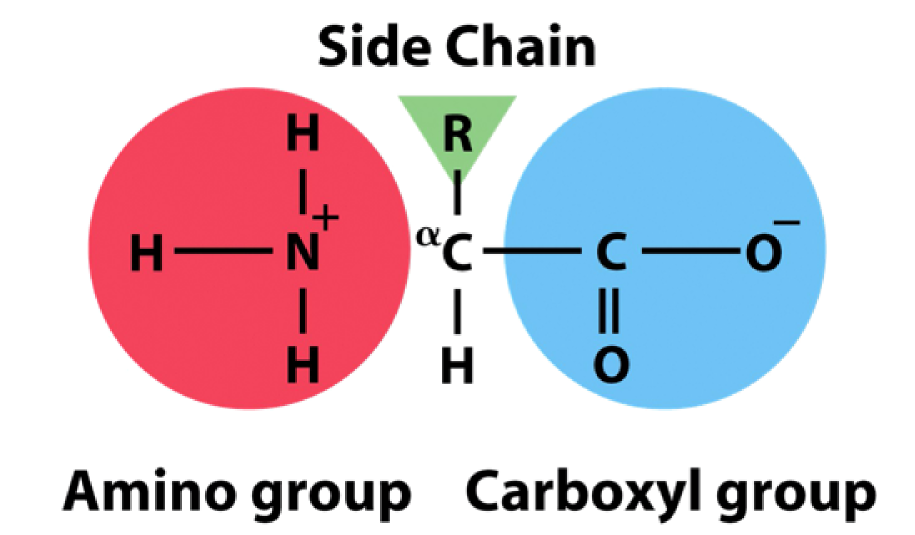 Side Chain
H R
H N+ αC C O−
H H O
Amino group Carboxyl group